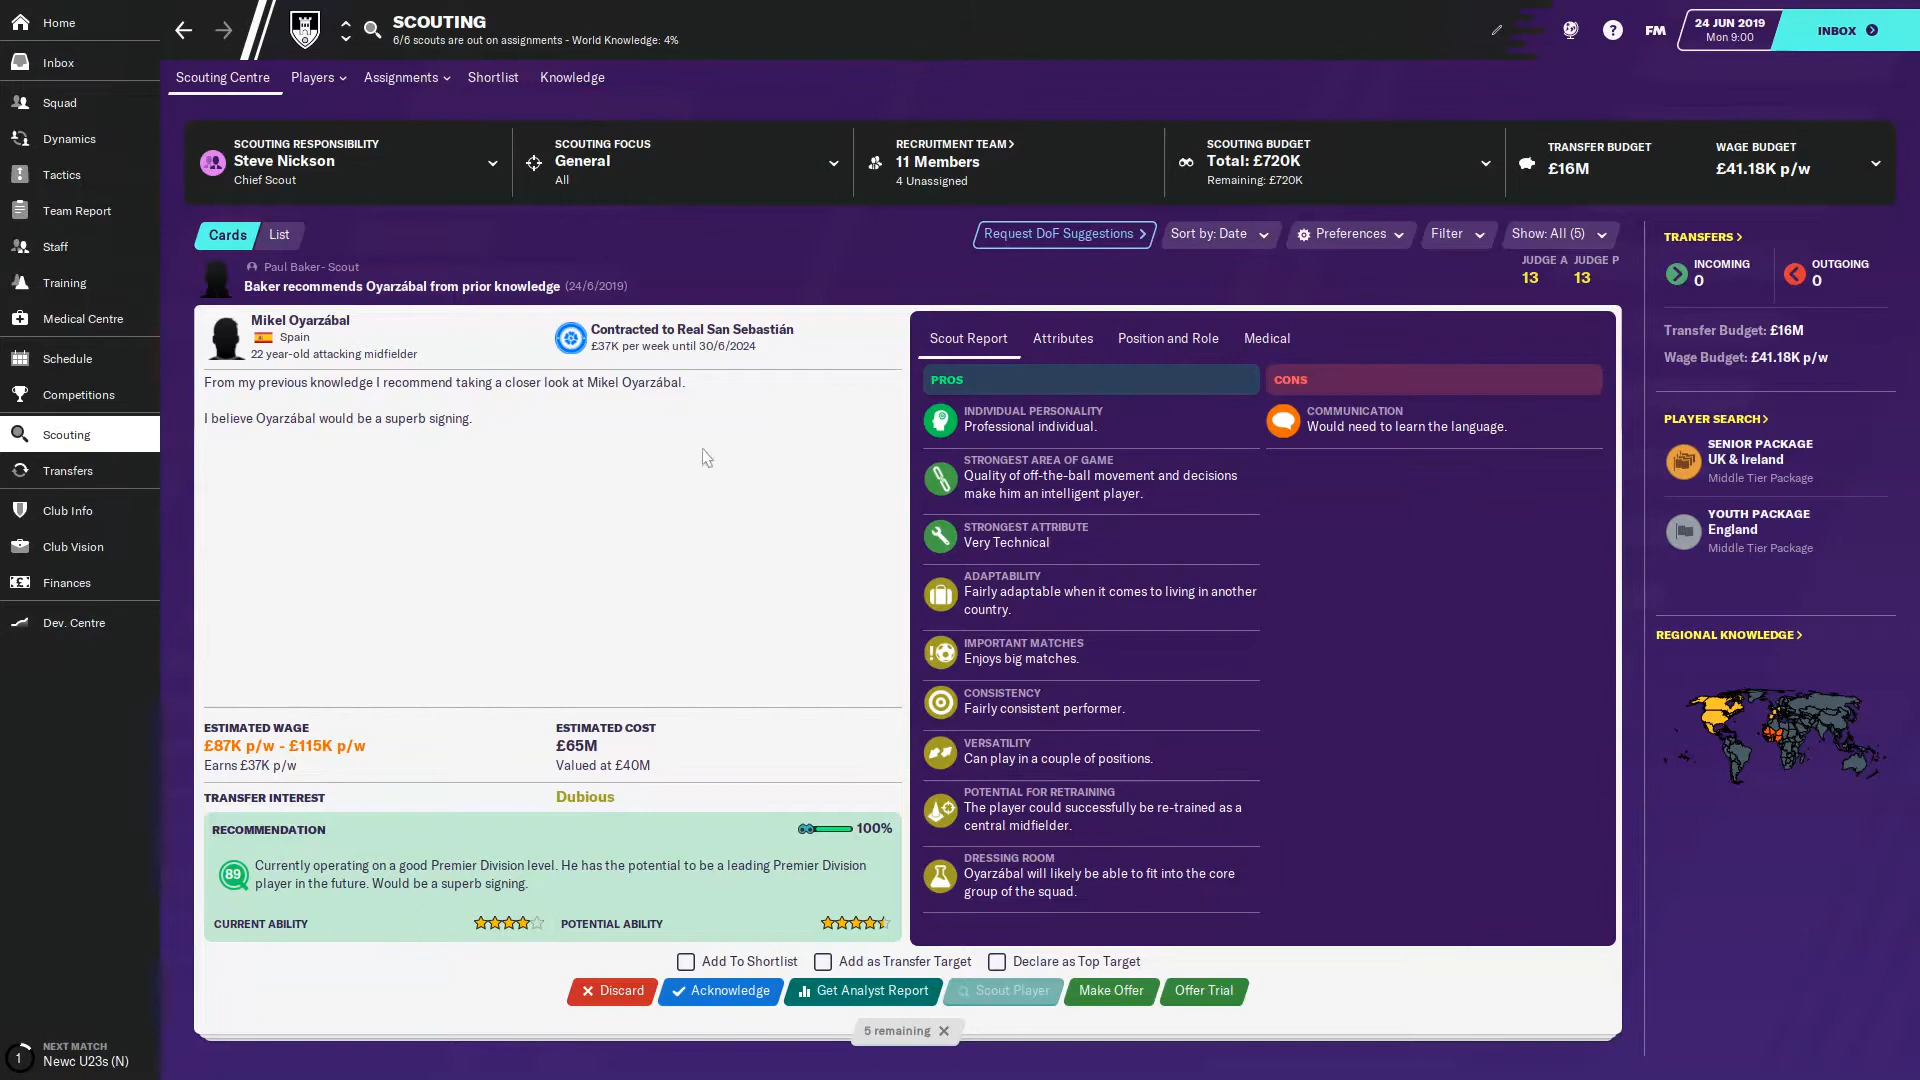 Home
Inbox
Squad
Dynamics
Tactics
Team Report
Staff
Training
Medical Centre
Schedule
Competitions
Scouting
Transfers
Club Info
Club Vision
Finances
Dev. Centre
1
NEXT MATCH
Newc U23s (N)
SCOUTING
6/6 scouts are out on assignments - World Knowledge: 4%
?
FM
24 JUN 2019
Mon 9:00
INBOX
Scouting Centre
Players
Assignments
Shortlist
Knowledge
SCOUTING RESPONSIBILITY
Steve Nickson
Chief Scout
SCOUTING FOCUS
General
All
RECRUITMENT TEAM>
11 Members
4 Unassigned
SCOUTING BUDGET
Total: £720K
Remaining: £720K
TRANSFER BUDGET
£16M
WAGE BUDGET
£41.18K p/w
Cards
List
Request DoF Suggestions >
Sort by: Date
Preferences
Filter
Show: All (5)
Paul Baker- Scout
Baker recommends Oyarzábal from prior knowledge (24/6/2019)
JUDGE A
13
JUDGE P
13
Mikel Oyarzábal
Spain
22 year-old attacking midfielder
Contracted to Real San Sebastián
£37K per week until 30/6/2024
From my previous knowledge I recommend taking a closer look at Mikel Oyarzábal.
I believe Oyarzábal would be a superb signing.
ESTIMATED WAGE
£87K p/w - £115K p/w
Earns £37K p/w
ESTIMATED COST
£65M
Valued at £40M
TRANSFER INTEREST
Dubious
RECOMMENDATION
100%
89
Currently operating on a good Premier Division level. He has the potential to be a leading Premier Division
player in the future. Would be a superb signing.
CURRENT ABILITY
POTENTIAL ABILITY
Scout Report
Attributes
Position and Role
Medical
PROS
INDIVIDUAL PERSONALITY
Professional individual.
STRONGEST AREA OF GAME
Quality of off-the-ball movement and decisions
make him an intelligent player.
STRONGEST ATTRIBUTE
Very Technical
ADAPTABILITY
Fairly adaptable when it comes to living in another
country.
IMPORTANT MATCHES
Enjoys big matches.
CONSISTENCY
Fairly consistent performer.
VERSATILITY
Can play in a couple of positions.
POTENTIAL FOR RETRAINING
The player could successfully be re-trained as a
central midfielder.
DRESSING ROOM
Oyarzábal will likely be able to fit into the core
group of the squad.
CONS
COMMUNICATION
Would need to learn the language.
Add To Shortlist
Add as Transfer Target
Declare as Top Target
Discard
Acknowledge
Get Analyst Report
Scout Player
Make Offer
Offer Trial
5 remaining
TRANSFERS >
INCOMING
0
OUTGOING
0
Transfer Budget: £16M
Wage Budget: £41.18K p/w
PLAYER SEARCH >
SENIOR PACKAGE
UK & Ireland
Middle Tier Package
YOUTH PACKAGE
England
Middle Tier Package
REGIONAL KNOWLEDGE >